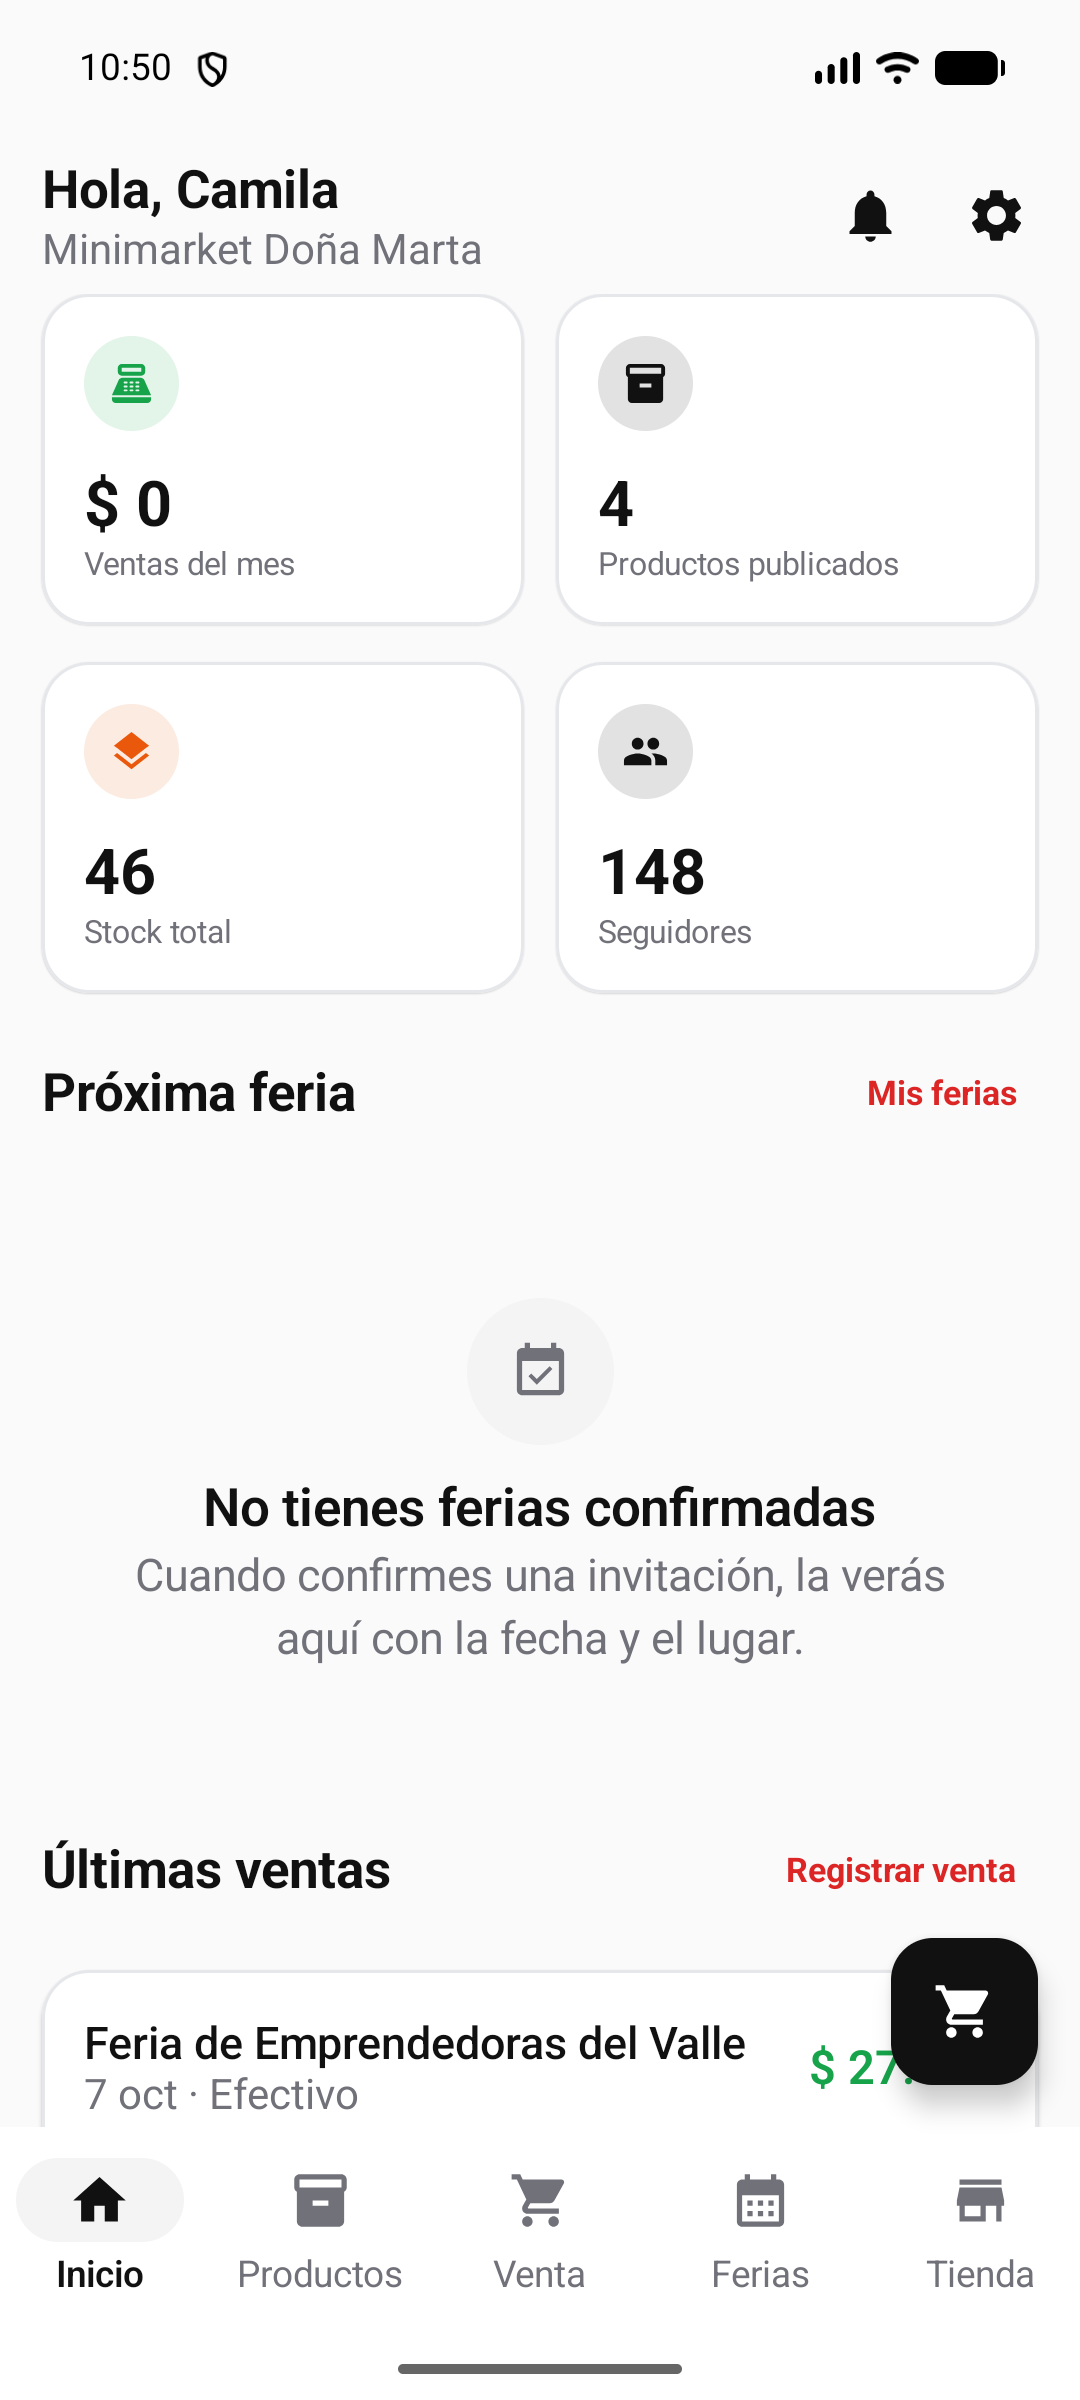 10:50
Hola, Camila
Minimarket Doña Marta
$ 0
Ventas del mes
4
Productos publicados
46
Stock total
148
Seguidores
Próxima feria
Mis ferias
No tienes ferias confirmadas
Cuando confirmes una invitación, la verás
aquí con la fecha y el lugar.
Últimas ventas
Registrar venta
Feria de Emprendedoras del Valle
7 oct · Efectivo
$ 27.
Inicio
Productos
Venta
Ferias
Tienda